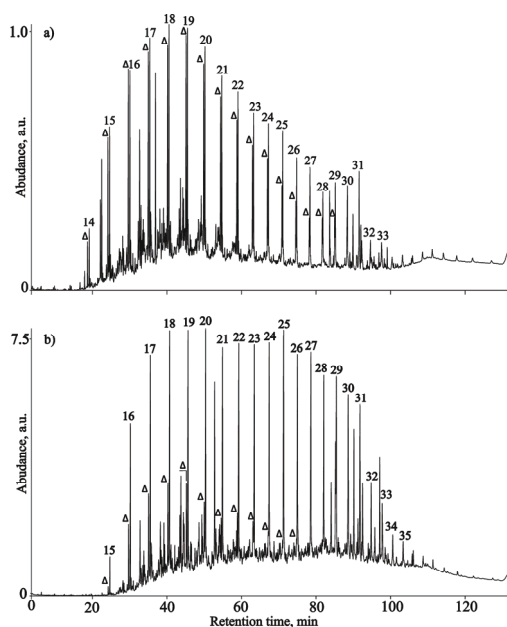 1.0
a)
Δ 14 Δ 15 Δ 16 Δ 17 Δ 18 Δ 19 Δ 20 Δ 21 Δ 22 Δ 23 Δ 24 Δ 25 Δ 26 Δ 27 Δ 28 Δ 29 30 31 32 33
Abudance, a.u.
0
7.5
b)
Δ 15 Δ 16 Δ 17 Δ 18 Δ 19 Δ 20 Δ 21 Δ 22 Δ 23 Δ 24 Δ 25 Δ 26 27 28 29 30 31 32 33 34 35
Abudance, a.u.
0
0 20 40 60 80 100 120
Retention time, min